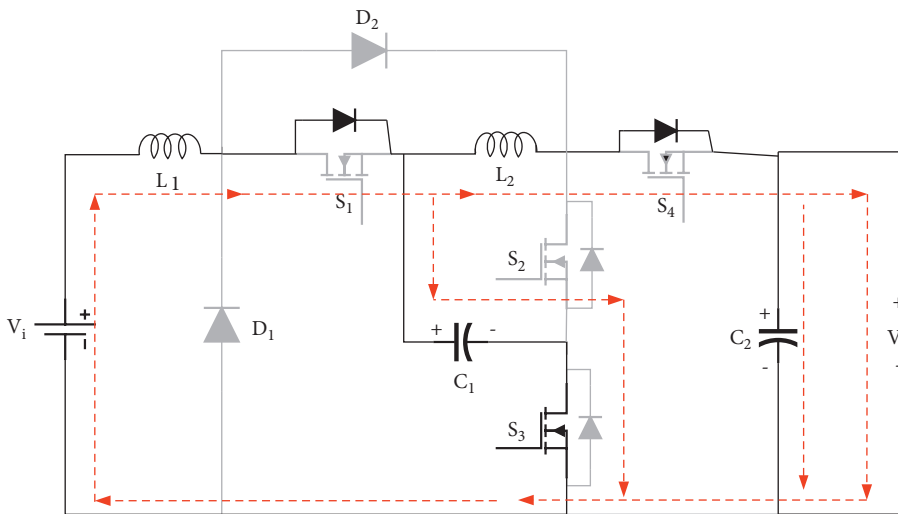 D₂
L1
S₁
L₂
S₄
S₂
Vᵢ
+
D₁
+ -
C₁
C₂
+
-
+
V
-
S₃